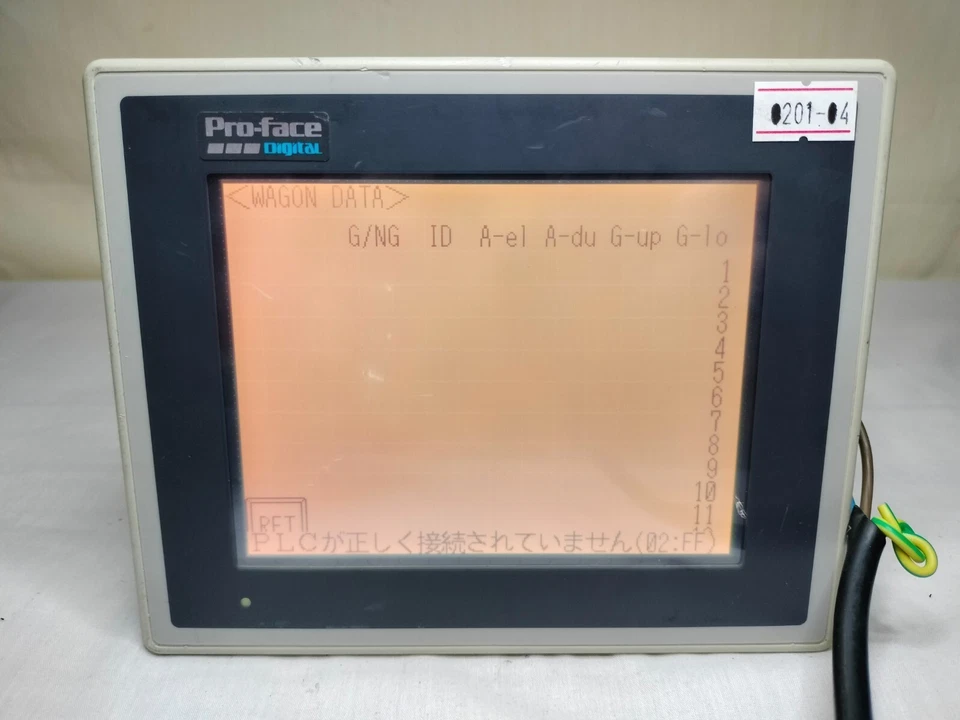 Pro-face
Digital
0201-04
<WAGON DATA>
G/NG ID A-el A-du G-up G-lo
1
2
3
4
5
6
7
8
9
10
11
RET
PLCが正しく接続されていません(02:FF)